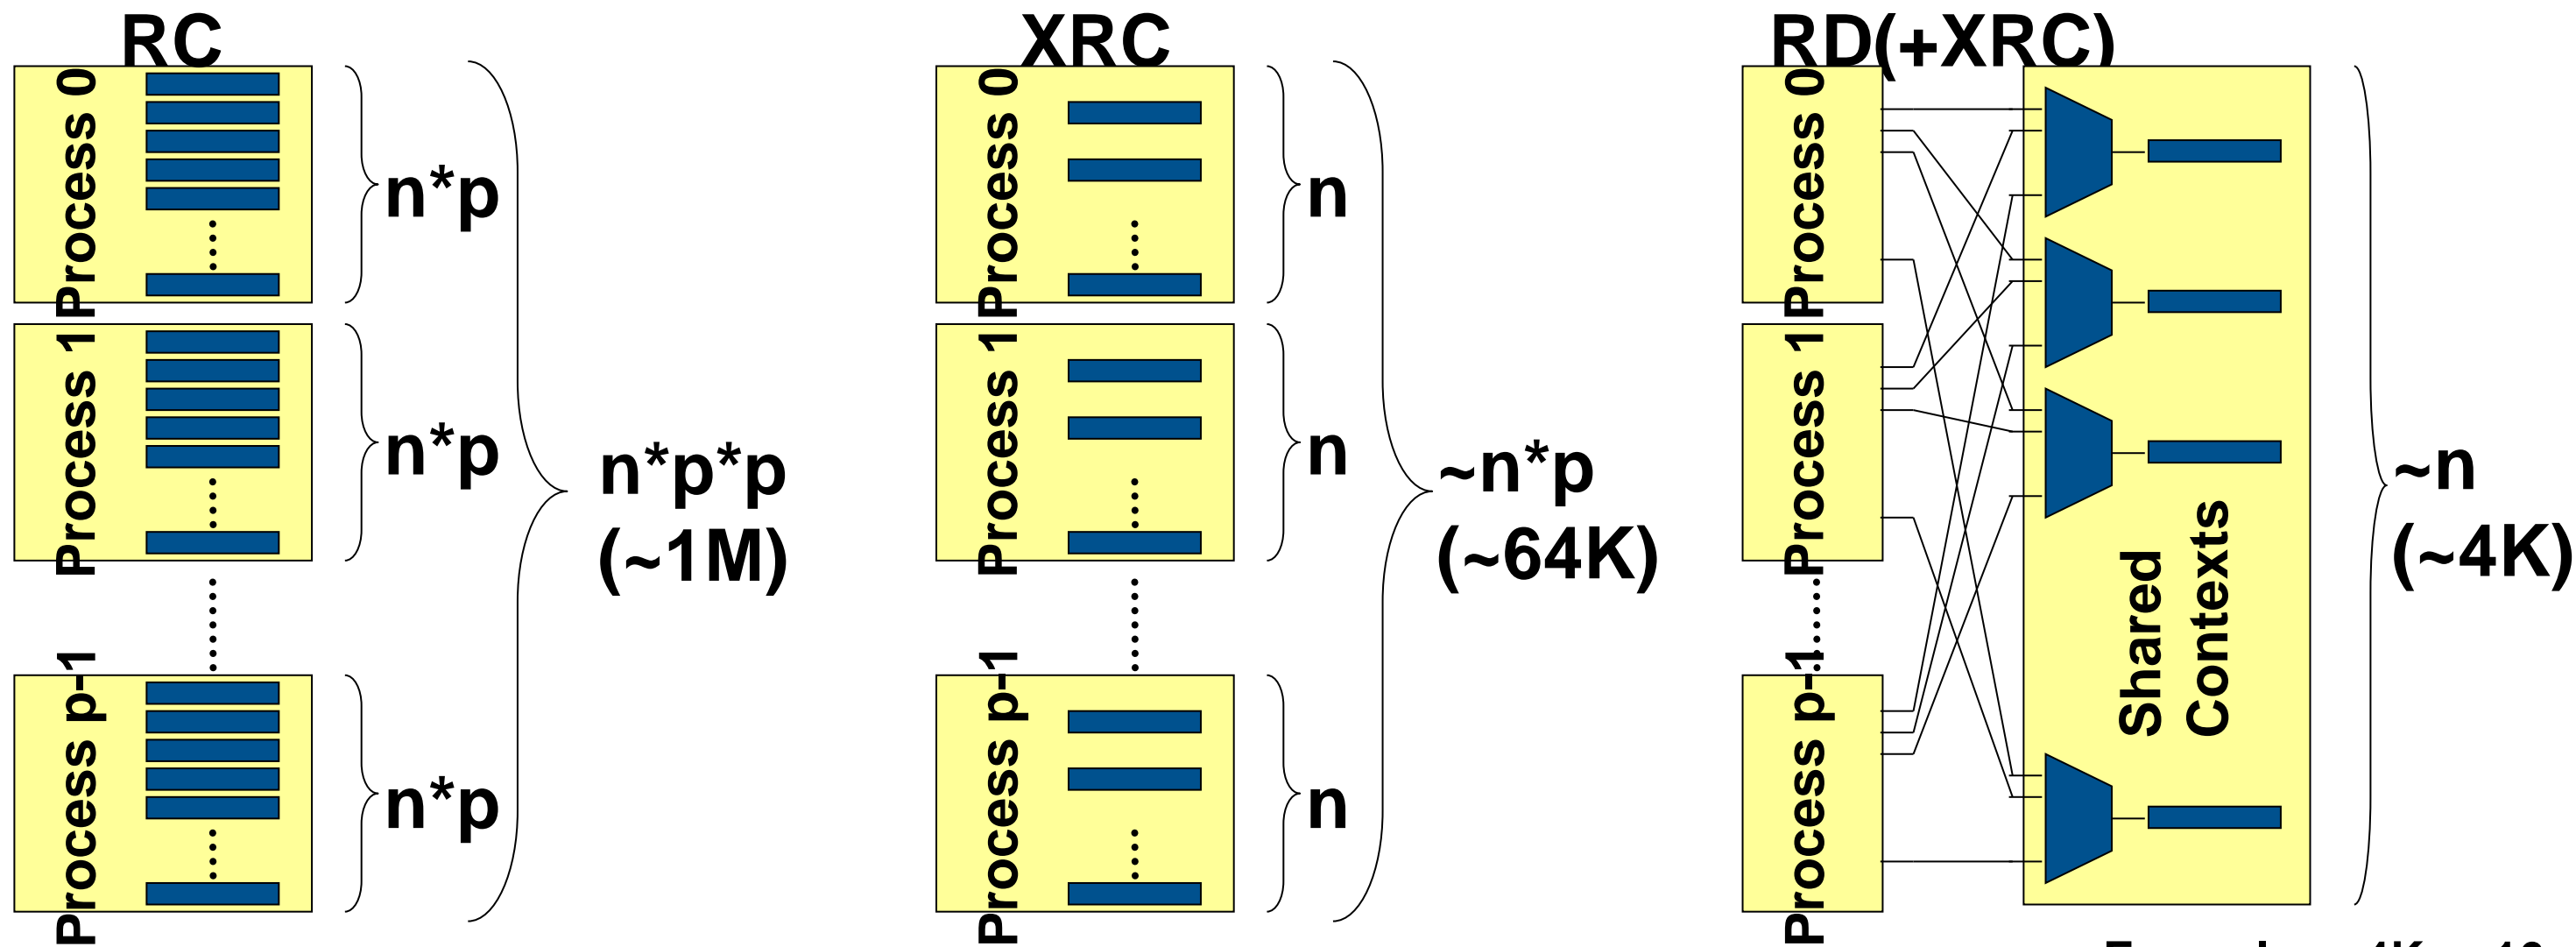 RC
Process 0
n*p
Process 1
n*p
n*p*p
(~1M)
Process p-1
n*p
XRC
Process 0
n
Process 1
n
~n*p
(~64K)
Process p-1
n
RD(+XRC)
Process 0
Process 1
Process p-1
Shared
Contexts
~n
(~4K)